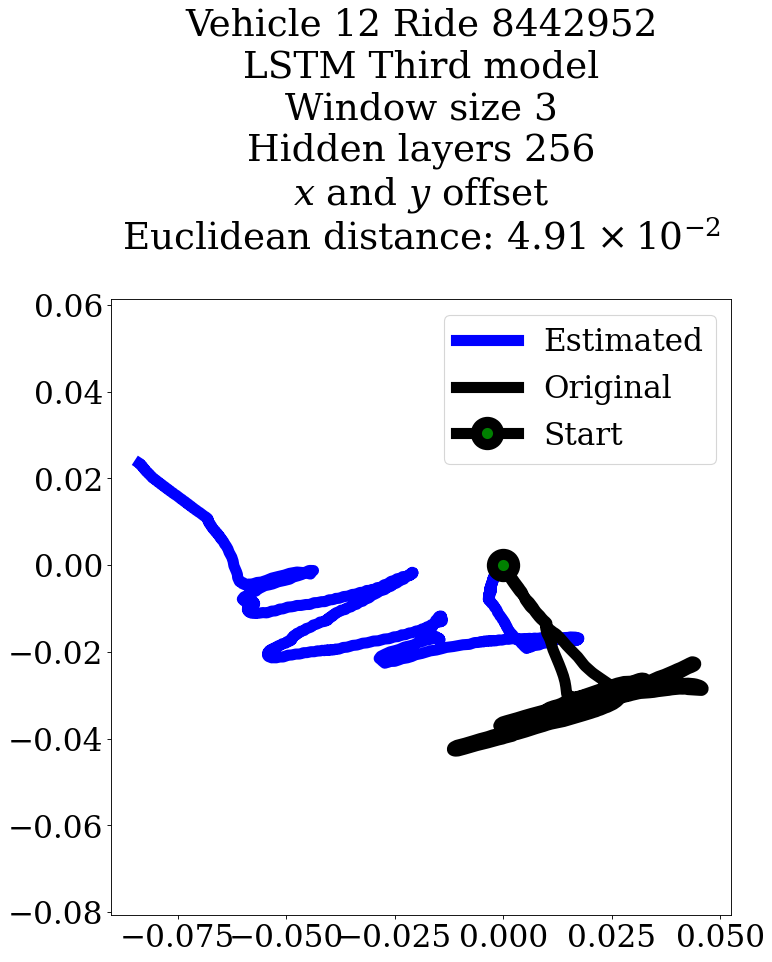 Vehicle 12 Ride 8442952
LSTM Third model
Window size 3
Hidden layers 256
x and y offset
Euclidean distance: 4.91 × 10⁻²
Estimated
Original
Start
0.06
0.04
0.02
0.00
−0.02
−0.04
−0.06
−0.08
−0.075 −0.050 −0.025 0.000 0.025 0.050